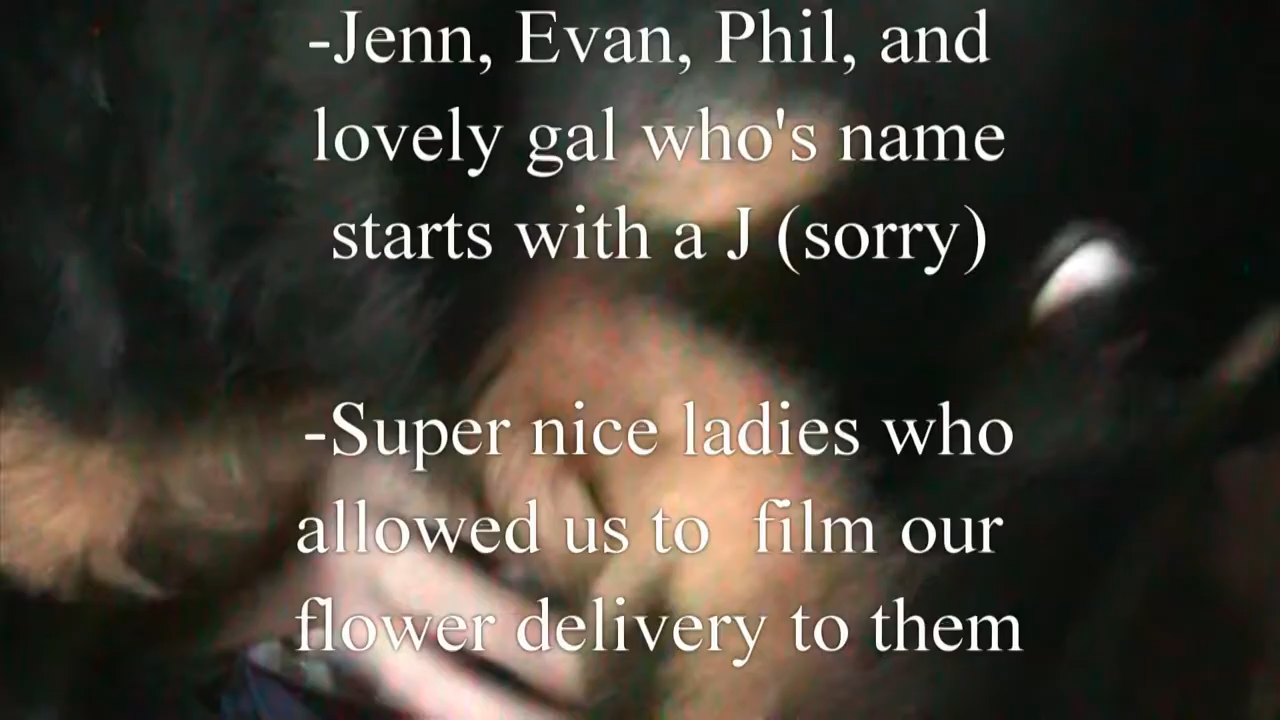 -Jenn, Evan, Phil, and
lovely gal who's name
starts with a J (sorry)
-Super nice ladies who
allowed us to film our
flower delivery to them